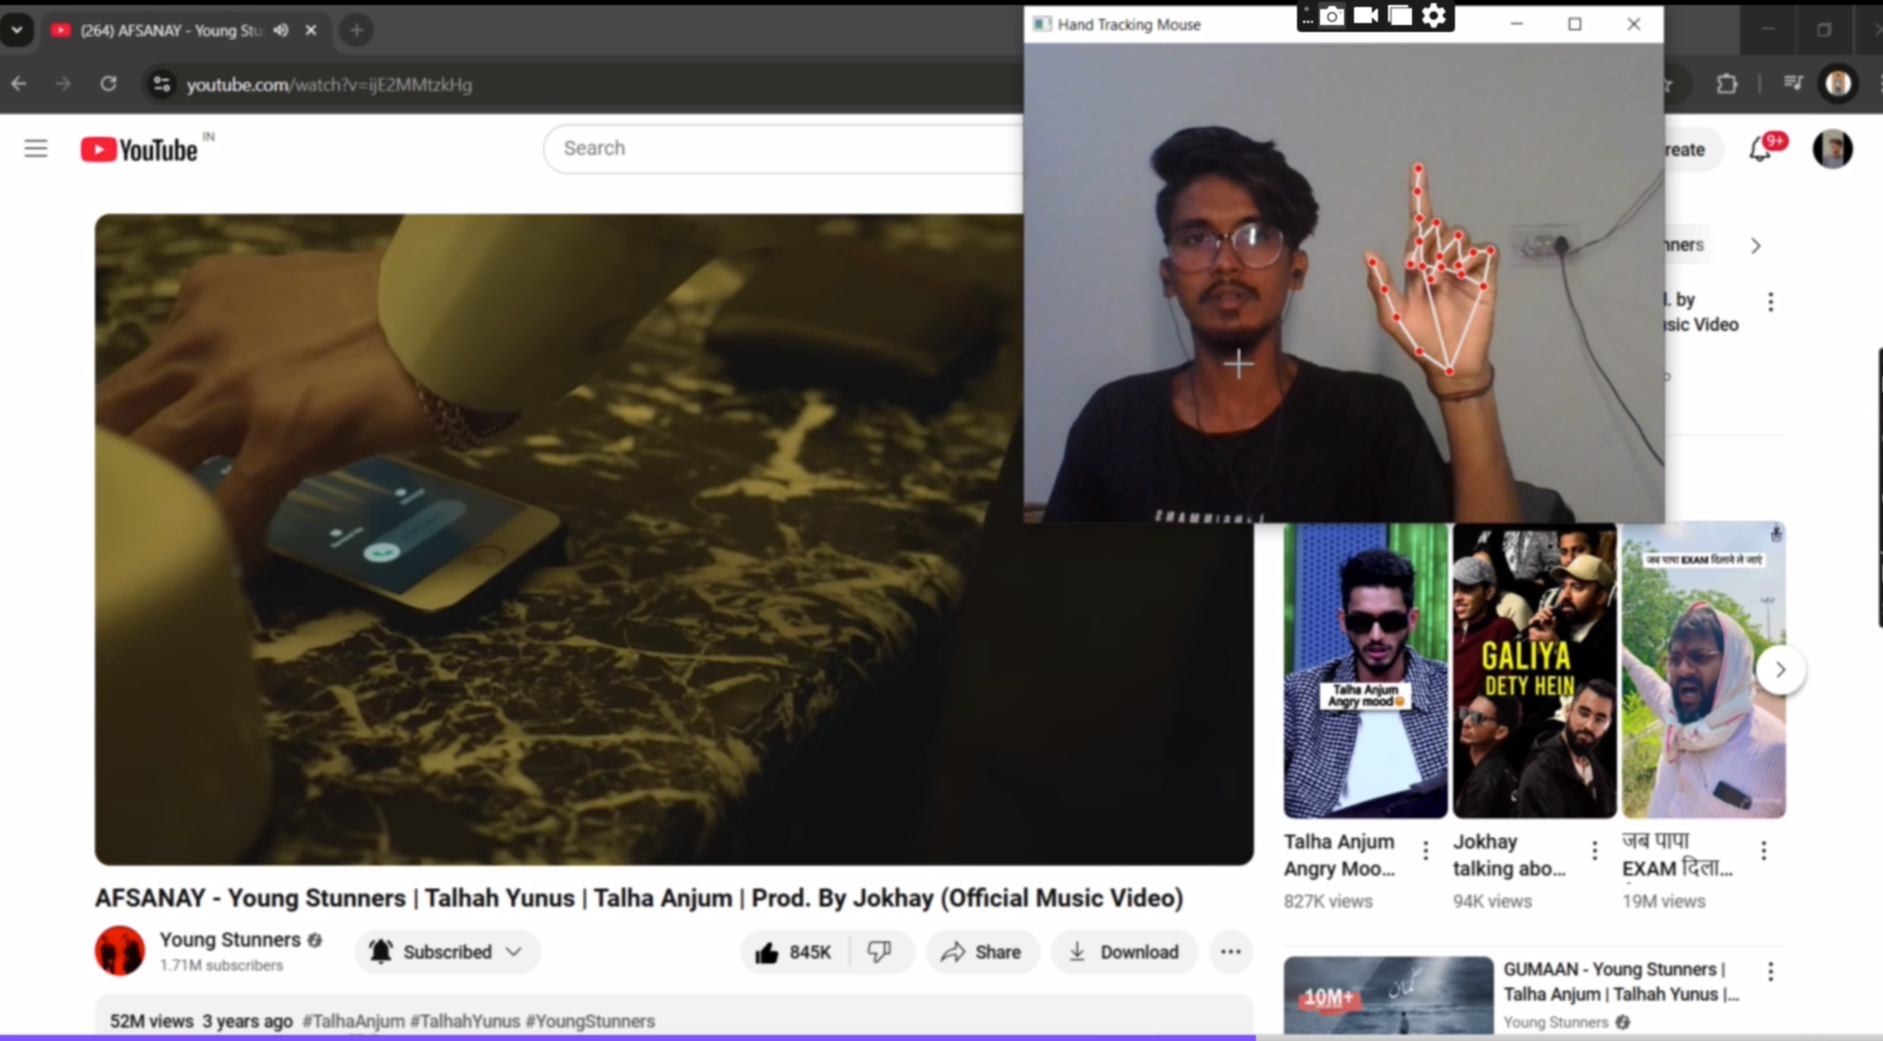 (264) AFSANAY - Young Stu
youtube.com/watch?v=ijE2MMtzkHg
Hand Tracking Mouse
YouTube IN
Search
reate
9+
nners
l. by
usic Video
Talha Anjum
Angry mood
GALIYA
DETY HEIN
जब पापा EXAM दिलाने ले जाएं
Talha Anjum
Angry Moo...
827K views
Jokhay
talking abo...
94K views
जब पापा
EXAM दिला...
19M views
AFSANAY - Young Stunners | Talhah Yunus | Talha Anjum | Prod. By Jokhay (Official Music Video)
Young Stunners
1.71M subscribers
Subscribed
845K
Share
Download
52M views 3 years ago #TalhaAnjum #TalhahYunus #YoungStunners
10M+
گمان
GUMAAN - Young Stunners |
Talha Anjum | Talhah Yunus |...
Young Stunners